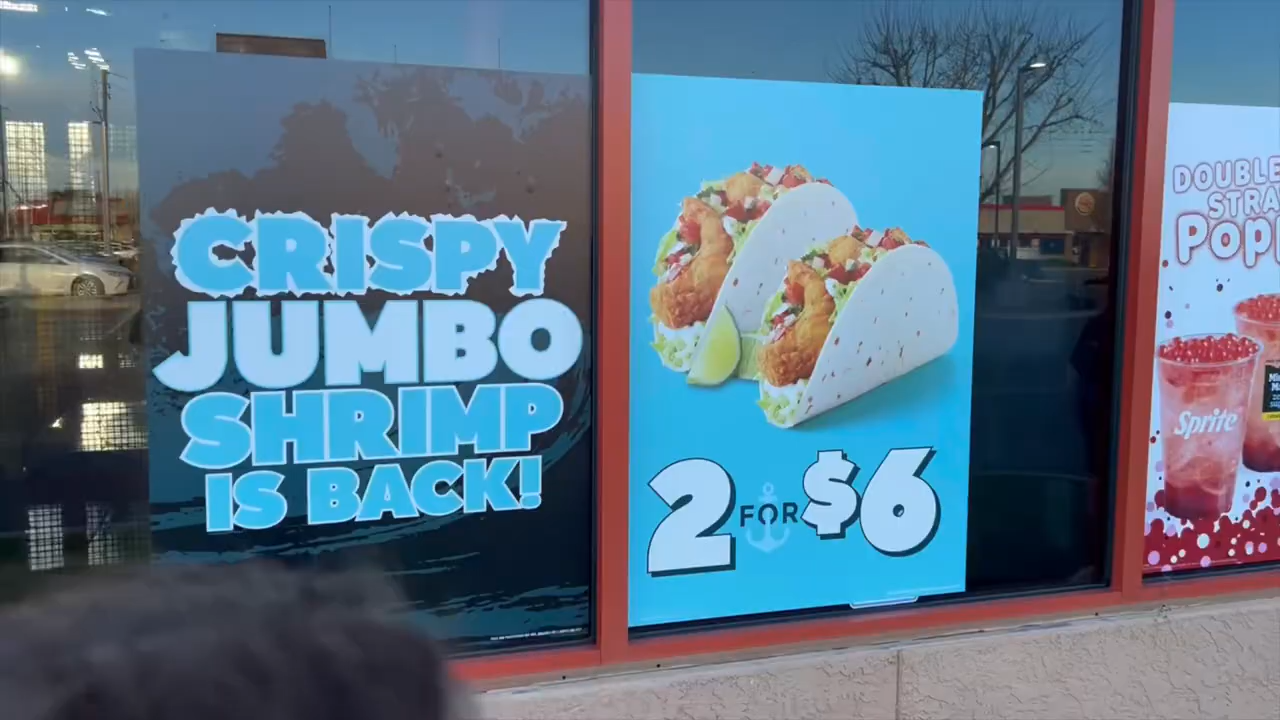 CRISPY
JUMBO
SHRIMP
IS BACK!
2 FOR $6
DOUBLE
STRA
POP
Sprite